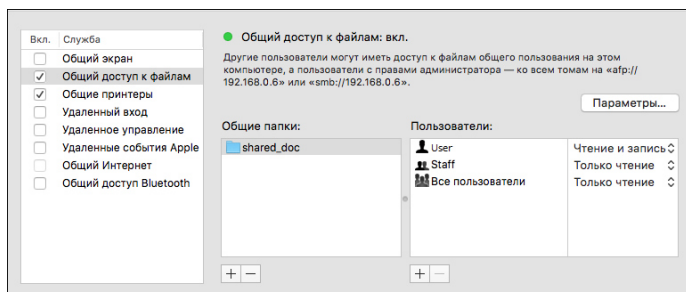 Вкл. Служба
Общий экран
Общий доступ к файлам
Общие принтеры
Удаленный вход
Удаленное управление
Удаленные события Apple
Общий Интернет
Общий доступ Bluetooth
Общий доступ к файлам: вкл.
Другие пользователи могут иметь доступ к файлам общего пользования на этом
компьютере, а пользователи с правами администратора — ко всем томам на «afp://
192.168.0.6» или «smb://192.168.0.6».
Параметры...
Общие папки:
shared_doc
Пользователи:
User Чтение и запись
Staff Только чтение
Все пользователи Только чтение